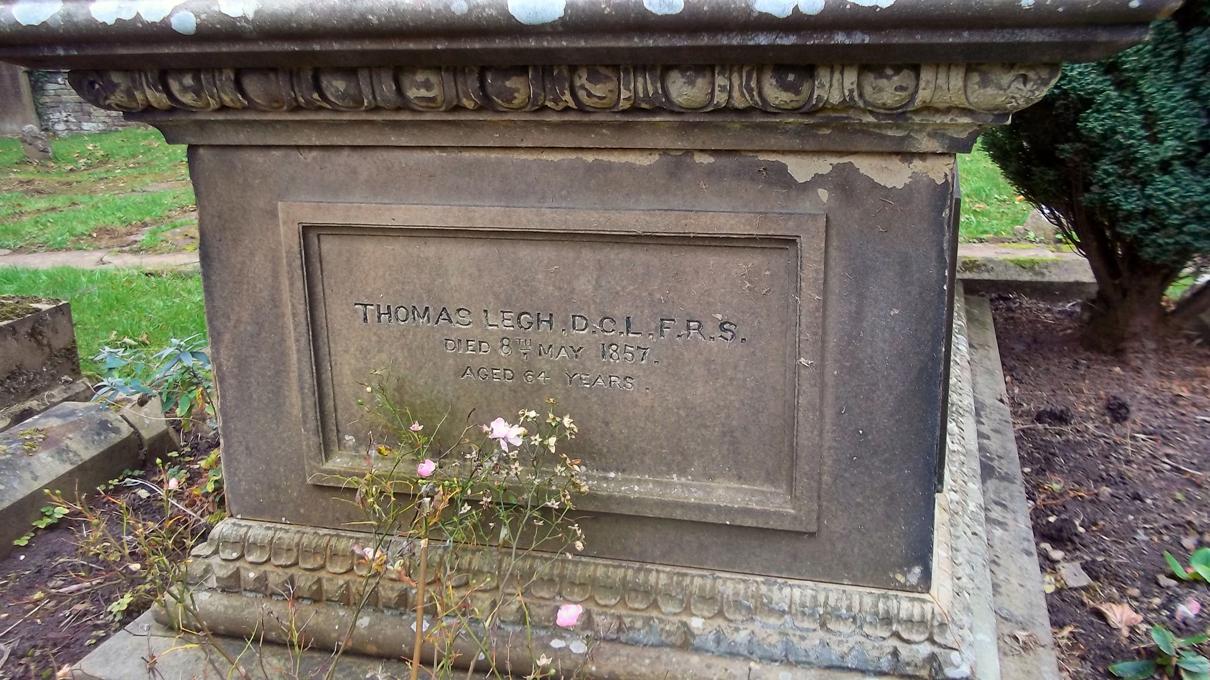 THOMAS LEGH, D.C.L., F.R.S.
DIED 8TH MAY 1857.
AGED 64 YEARS.